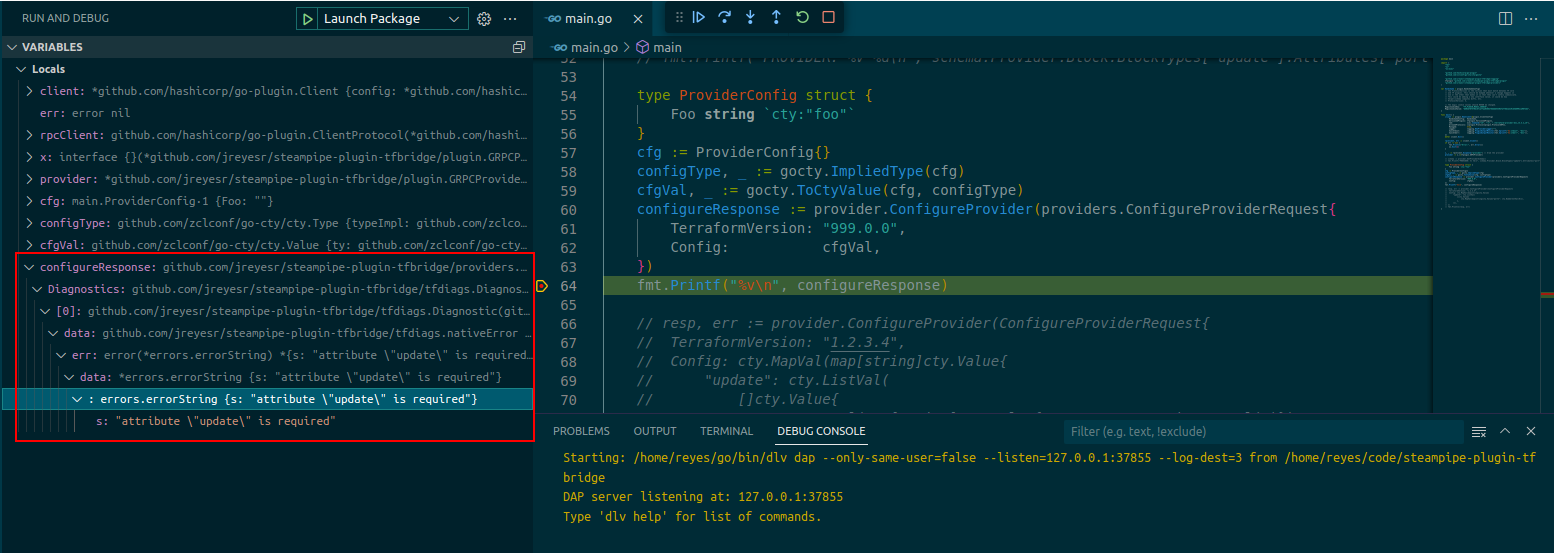 RUN AND DEBUG
Launch Package
VARIABLES
Locals
client: *github.com/hashicorp/go-plugin.Client {config: *github.com/hashic…
err: error nil
rpcClient: *github.com/hashicorp/go-plugin.ClientProtocol(*github.com/hashi…
x: interface {}(*github.com/jreyesr/steampipe-plugin-tfbridge/plugin.GRPCP…
provider: *github.com/jreyesr/steampipe-plugin-tfbridge/plugin.GRPCProvide…
cfg: main.ProviderConfig·1 {Foo: ""}
configType: github.com/zclconf/go-cty/cty.Type {typeImpl: github.com/zclco…
cfgVal: github.com/zclconf/go-cty/cty.Value {ty: github.com/zclconf/go-cty…
configureResponse: github.com/jreyesr/steampipe-plugin-tfbridge/providers.…
Diagnostics: github.com/jreyesr/steampipe-plugin-tfbridge/tfdiags.Diagnos…
[0]: github.com/jreyesr/steampipe-plugin-tfbridge/tfdiags.Diagnostic(git…
data: github.com/jreyesr/steampipe-plugin-tfbridge/tfdiags.nativeError …
err: error(*errors.errorString) *{s: "attribute \"update\" is required…
data: *errors.errorString {s: "attribute \"update\" is required"}
: errors.errorString {s: "attribute \"update\" is required"}
s: "attribute \"update\" is required"
main.go
main.go > main
52
53
54 type ProviderConfig struct {
55 Foo string `cty:"foo"`
56 }
57 cfg := ProviderConfig{}
58 configType, _ := gocty.ImpliedType(cfg)
59 cfgVal, _ := gocty.ToCtyValue(cfg, configType)
60 configureResponse := provider.ConfigureProvider(providers.ConfigureProviderRequest{
61 TerraformVersion: "999.0.0",
62 Config: cfgVal,
63 })
64 fmt.Printf("%v\n", configureResponse)
65
66 // resp, err := provider.ConfigureProvider(ConfigureProviderRequest{
67 // TerraformVersion: "1.2.3.4",
68 // Config: cty.MapVal(map[string]cty.Value{
69 // "update": cty.ListVal(
70 // []cty.Value{
PROBLEMS
OUTPUT
TERMINAL
DEBUG CONSOLE
Filter (e.g. text, !exclude)
Starting: /home/reyes/go/bin/dlv dap --only-same-user=false --listen=127.0.0.1:37855 --log-dest=3 from /home/reyes/code/steampipe-plugin-tf
bridge
DAP server listening at: 127.0.0.1:37855
Type 'dlv help' for list of commands.